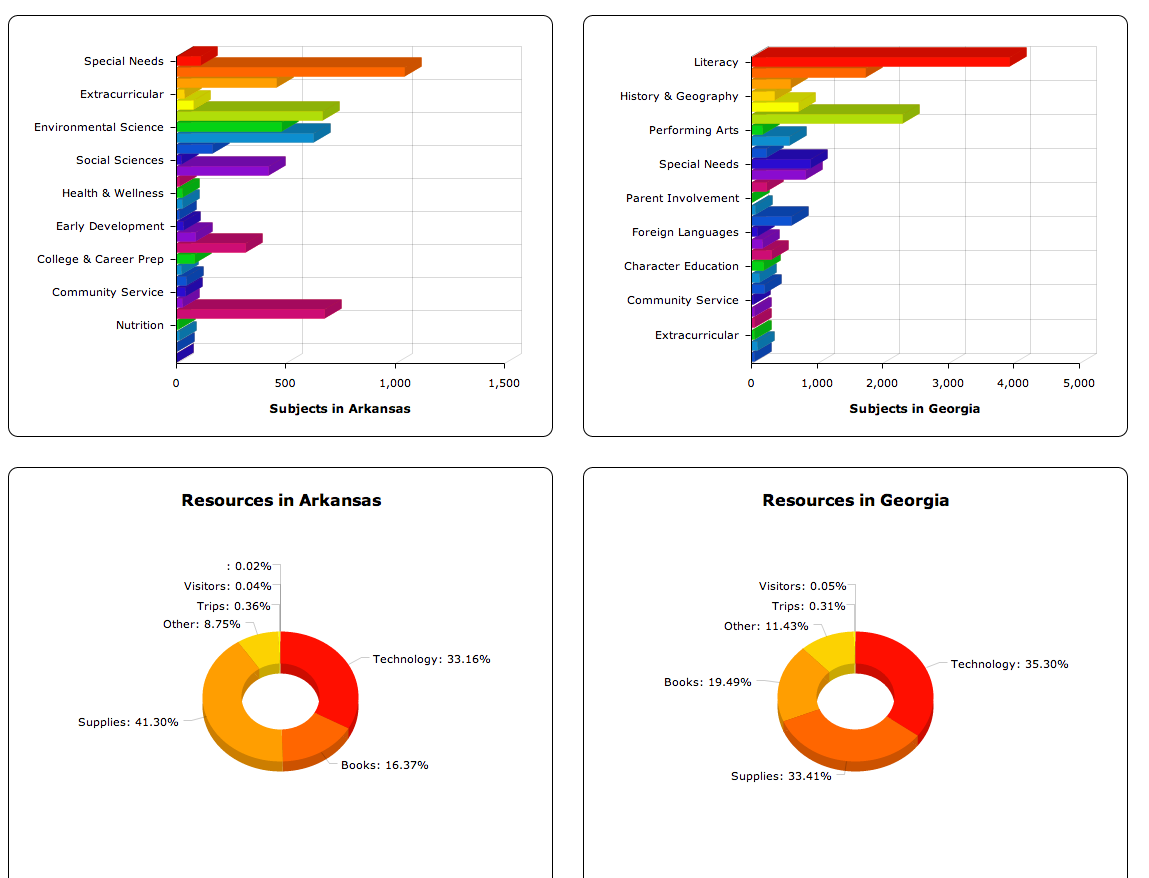 Special Needs
Extracurricular
Environmental Science
Social Sciences
Health & Wellness
Early Development
College & Career Prep
Community Service
Nutrition
0 500 1,000 1,500
Subjects in Arkansas
Literacy
History & Geography
Performing Arts
Special Needs
Parent Involvement
Foreign Languages
Character Education
Community Service
Extracurricular
0 1,000 2,000 3,000 4,000 5,000
Subjects in Georgia
Resources in Arkansas
: 0.02%
Visitors: 0.04%
Trips: 0.36%
Other: 8.75%
Technology: 33.16%
Supplies: 41.30%
Books: 16.37%
Resources in Georgia
Visitors: 0.05%
Trips: 0.31%
Other: 11.43%
Technology: 35.30%
Books: 19.49%
Supplies: 33.41%